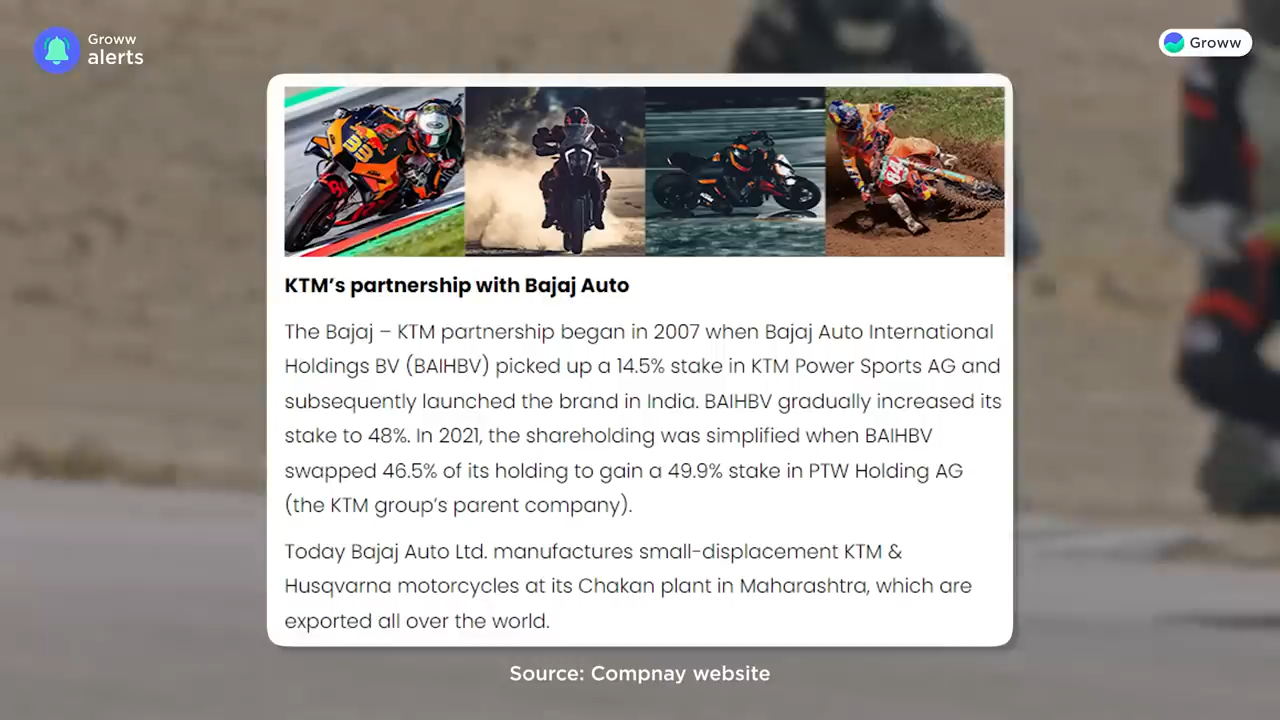 Groww
alerts
Groww
KTM's partnership with Bajaj Auto
The Bajaj – KTM partnership began in 2007 when Bajaj Auto International
Holdings BV (BAIHBV) picked up a 14.5% stake in KTM Power Sports AG and
subsequently launched the brand in India. BAIHBV gradually increased its
stake to 48%. In 2021, the shareholding was simplified when BAIHBV
swapped 46.5% of its holding to gain a 49.9% stake in PTW Holding AG
(the KTM group's parent company).
Today Bajaj Auto Ltd. manufactures small-displacement KTM &
Husqvarna motorcycles at its Chakan plant in Maharashtra, which are
exported all over the world.
Source: Compnay website